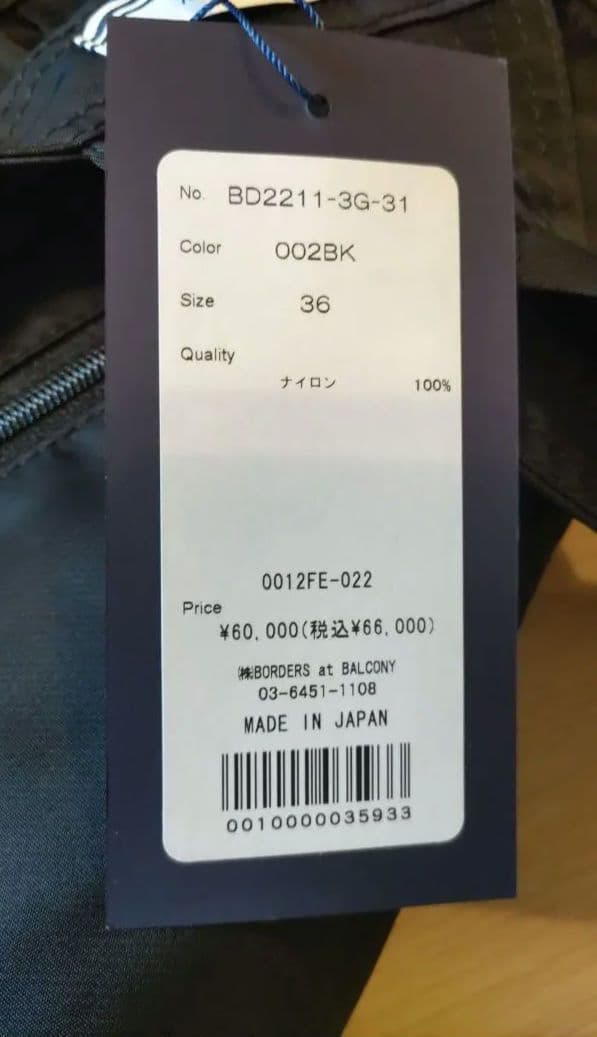 No. BD2211-3G-31
Color 002BK
Size 36
Quality
ナイロン 100%
0012FE-022
Price
¥60,000(税込¥66,000)
㈱BORDERS at BALCONY
03-6451-1108
MADE IN JAPAN
0010000035933